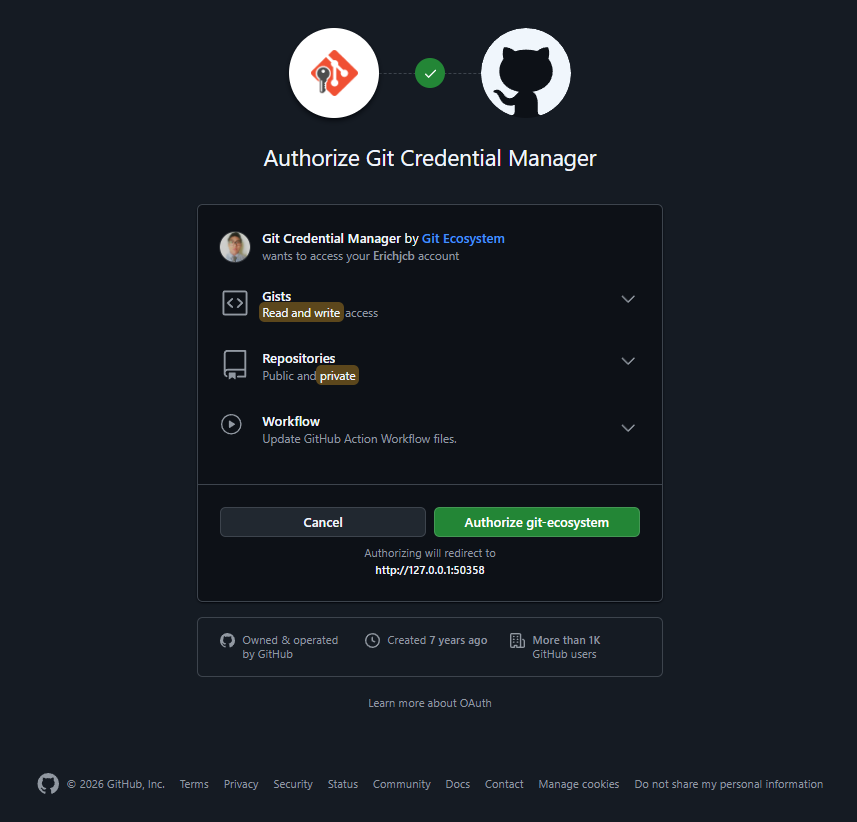 Authorize Git Credential Manager
Git Credential Manager by Git Ecosystem
wants to access your Erichjcb account
Gists
Read and write access
Repositories
Public and private
Workflow
Update GitHub Action Workflow files.
Cancel
Authorize git-ecosystem
Authorizing will redirect to
http://127.0.0.1:50358
Owned & operated
by GitHub
Created 7 years ago
More than 1K
GitHub users
Learn more about OAuth
© 2026 GitHub, Inc. Terms Privacy Security Status Community Docs Contact Manage cookies Do not share my personal information